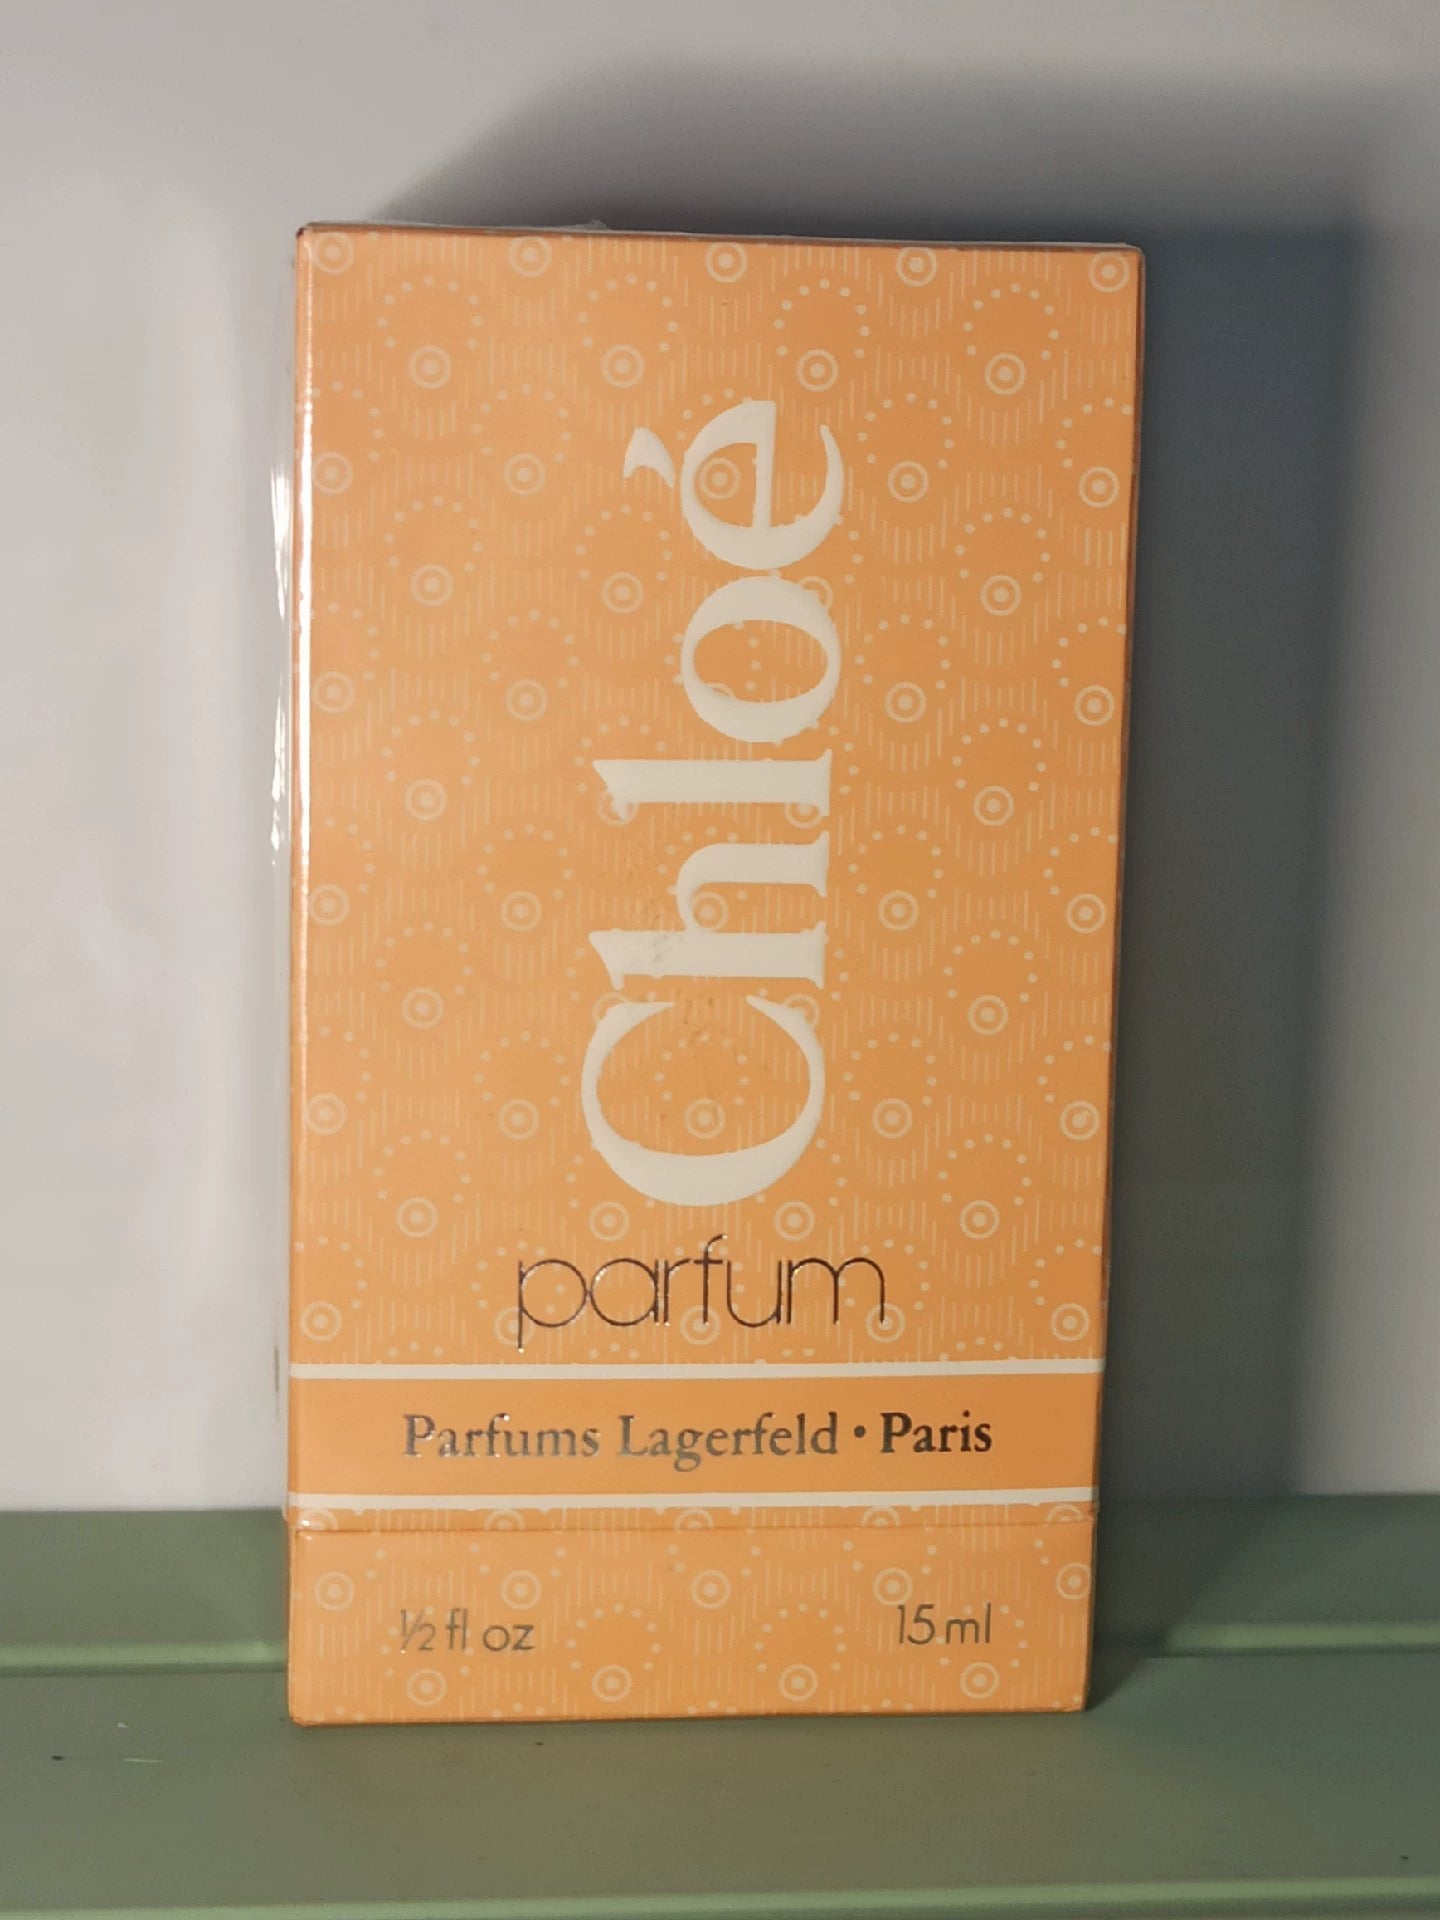 Chloé
parfum
Parfums Lagerfeld • Paris
½ fl oz 15 ml